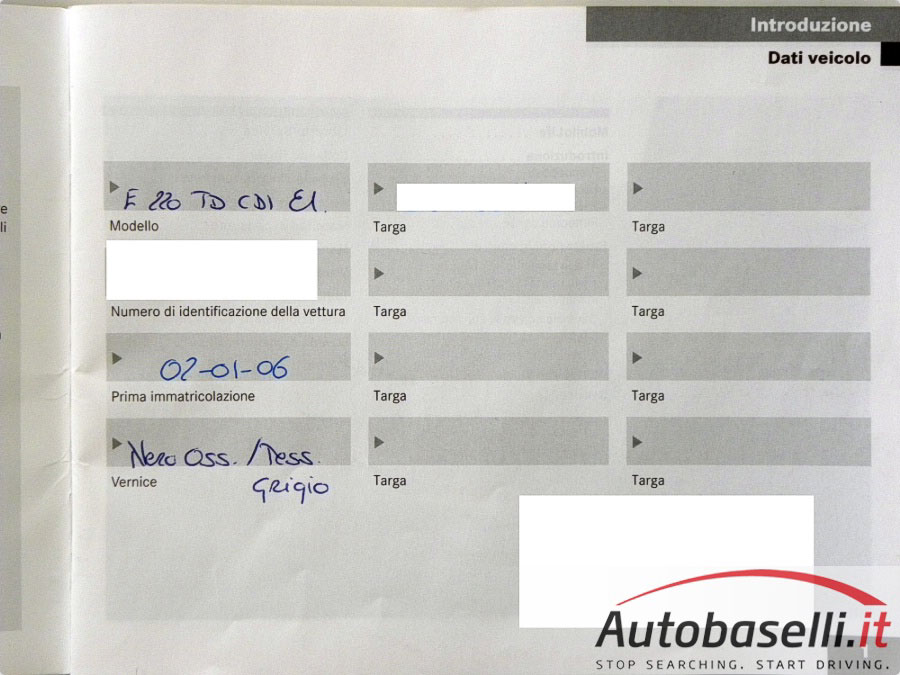 Introduzione
Dati veicolo
E 220 TD CDI El.
Modello
Targa
Targa
Numero di identificazione della vettura
Targa
Targa
02-01-06
Prima immatricolazione
Targa
Targa
Nero Oss. / Tess.
Grigio
Vernice
Targa
Targa
Autobaselli.it
STOP SEARCHING. START DRIVING.